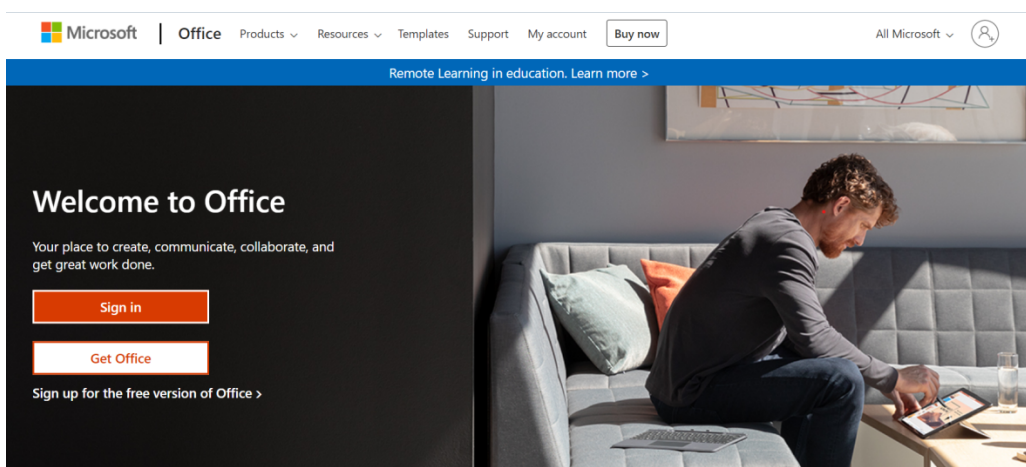 Microsoft | Office Products Resources Templates Support My account Buy now All Microsoft
Remote Learning in education. Learn more >
Welcome to Office
Your place to create, communicate, collaborate, and
get great work done.
Sign in
Get Office
Sign up for the free version of Office >